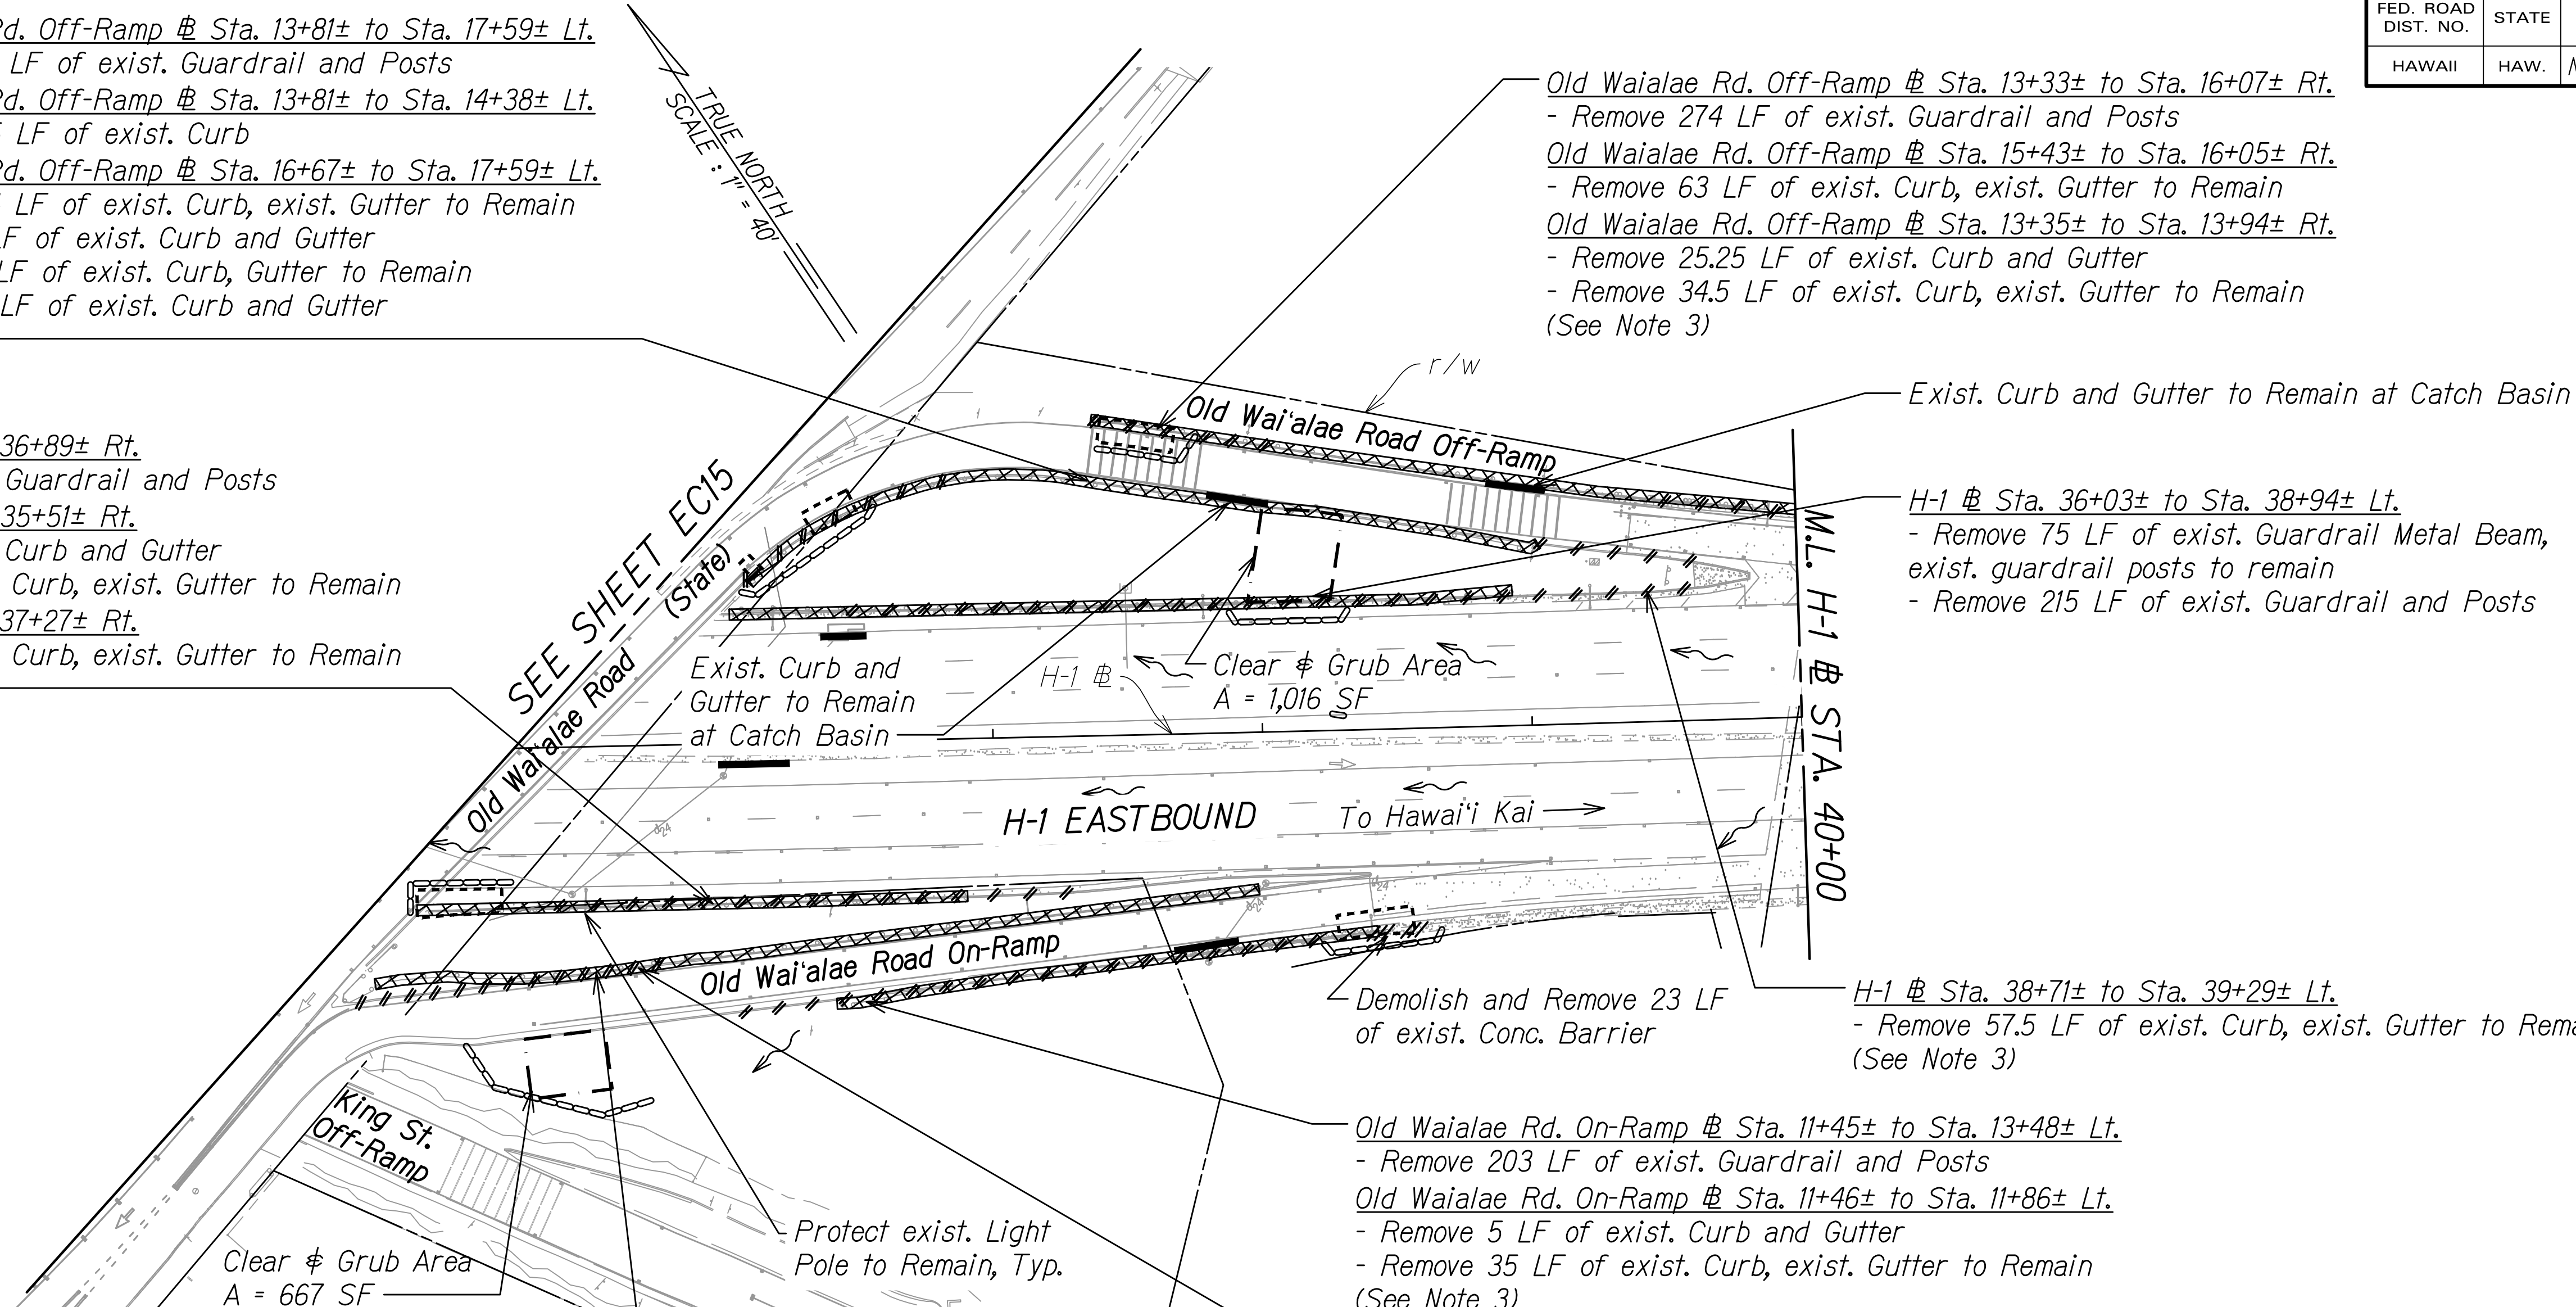 Rd. Off-Ramp ℄ Sta. 13+81± to Sta. 17+59± Lt.
LF of exist. Guardrail and Posts
Rd. Off-Ramp ℄ Sta. 13+81± to Sta. 14+38± Lt.
LF of exist. Curb
Rd. Off-Ramp ℄ Sta. 16+67± to Sta. 17+59± Lt.
LF of exist. Curb, exist. Gutter to Remain
LF of exist. Curb and Gutter
LF of exist. Curb, Gutter to Remain
LF of exist. Curb and Gutter
TRUE NORTH
SCALE : 1" = 40'
Old Waialae Rd. Off-Ramp ℄ Sta. 13+33± to Sta. 16+07± Rt.
- Remove 274 LF of exist. Guardrail and Posts
Old Waialae Rd. Off-Ramp ℄ Sta. 15+43± to Sta. 16+05± Rt.
- Remove 63 LF of exist. Curb, exist. Gutter to Remain
Old Waialae Rd. Off-Ramp ℄ Sta. 13+35± to Sta. 13+94± Rt.
- Remove 25.25 LF of exist. Curb and Gutter
- Remove 34.5 LF of exist. Curb, exist. Gutter to Remain
(See Note 3)
FED. ROAD
DIST. NO.
STATE
HAWAII
HAW.
r/w
Exist. Curb and Gutter to Remain at Catch Basin
36+89± Rt.
Guardrail and Posts
35+51± Rt.
Curb and Gutter
Curb, exist. Gutter to Remain
37+27± Rt.
Curb, exist. Gutter to Remain
Old Wai‘alae Road Off-Ramp
H-1 ℄ Sta. 36+03± to Sta. 38+94± Lt.
- Remove 75 LF of exist. Guardrail Metal Beam,
exist. guardrail posts to remain
- Remove 215 LF of exist. Guardrail and Posts
SEE SHEET EC15
(State)
Old Wai‘alae Road
M.L. H-1 ℄ STA. 40+00
Exist. Curb and
Gutter to Remain
at Catch Basin
H-1 ℄
Clear & Grub Area
A = 1,016 SF
H-1 EASTBOUND
To Hawai‘i Kai
24
24
24
Old Wai‘alae Road On-Ramp
Demolish and Remove 23 LF
of exist. Conc. Barrier
H-1 ℄ Sta. 38+71± to Sta. 39+29± Lt.
- Remove 57.5 LF of exist. Curb, exist. Gutter to Rema
(See Note 3)
King St.
Off-Ramp
Old Waialae Rd. On-Ramp ℄ Sta. 11+45± to Sta. 13+48± Lt.
- Remove 203 LF of exist. Guardrail and Posts
Old Waialae Rd. On-Ramp ℄ Sta. 11+46± to Sta. 11+86± Lt.
- Remove 5 LF of exist. Curb and Gutter
- Remove 35 LF of exist. Curb, exist. Gutter to Remain
(See Note 3)
Protect exist. Light
Pole to Remain, Typ.
Clear & Grub Area
A = 667 SF